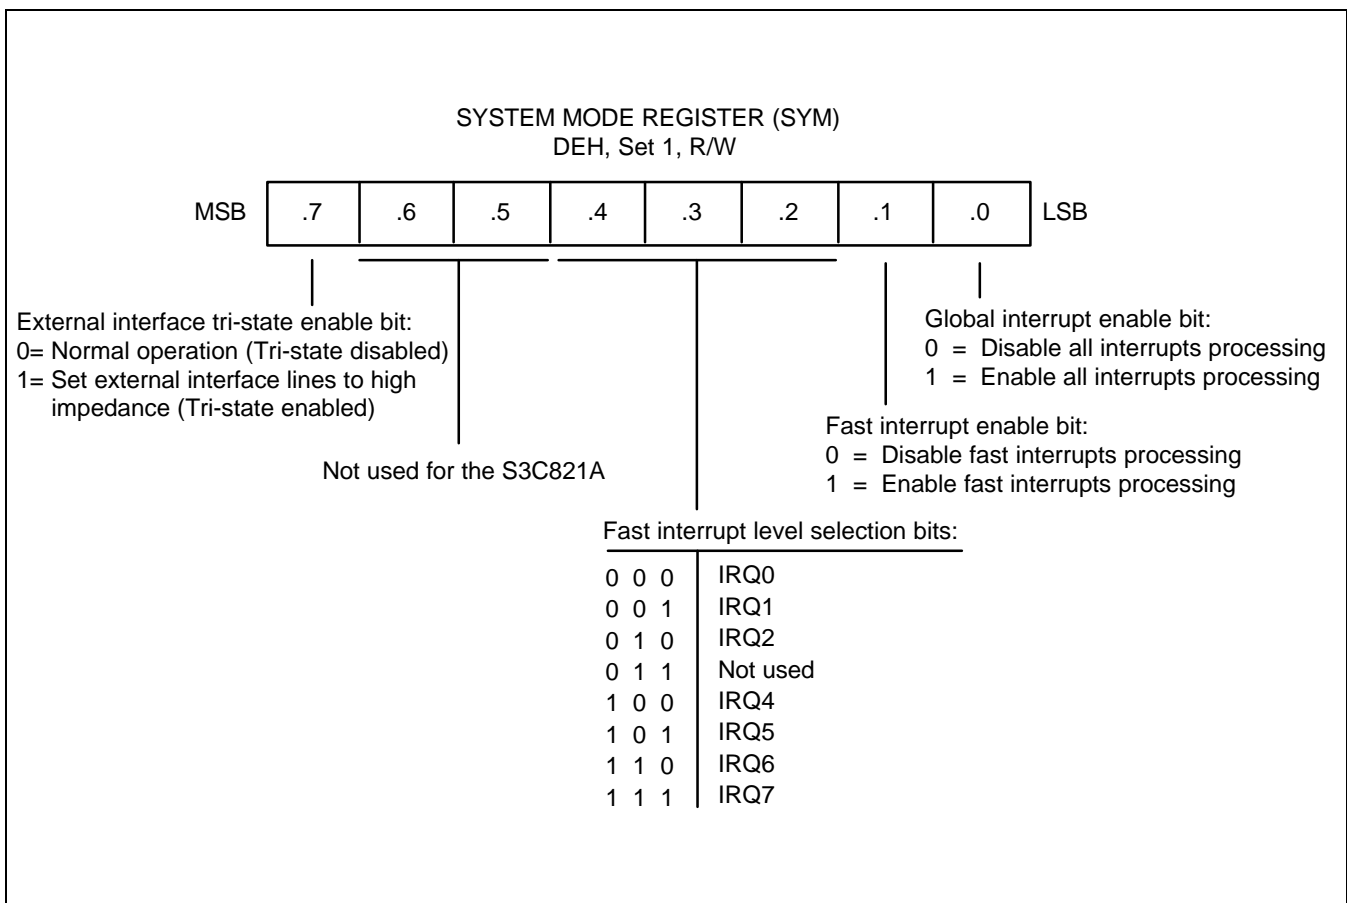 SYSTEM MODE REGISTER (SYM)
DEH, Set 1, R/W
MSB .7 .6 .5 .4 .3 .2 .1 .0 LSB
External interface tri-state enable bit:
0= Normal operation (Tri-state disabled)
1= Set external interface lines to high
impedance (Tri-state enabled)
Not used for the S3C821A
Global interrupt enable bit:
0 = Disable all interrupts processing
1 = Enable all interrupts processing
Fast interrupt enable bit:
0 = Disable fast interrupts processing
1 = Enable fast interrupts processing
Fast interrupt level selection bits:
0 0 0 IRQ0
0 0 1 IRQ1
0 1 0 IRQ2
0 1 1 Not used
1 0 0 IRQ4
1 0 1 IRQ5
1 1 0 IRQ6
1 1 1 IRQ7